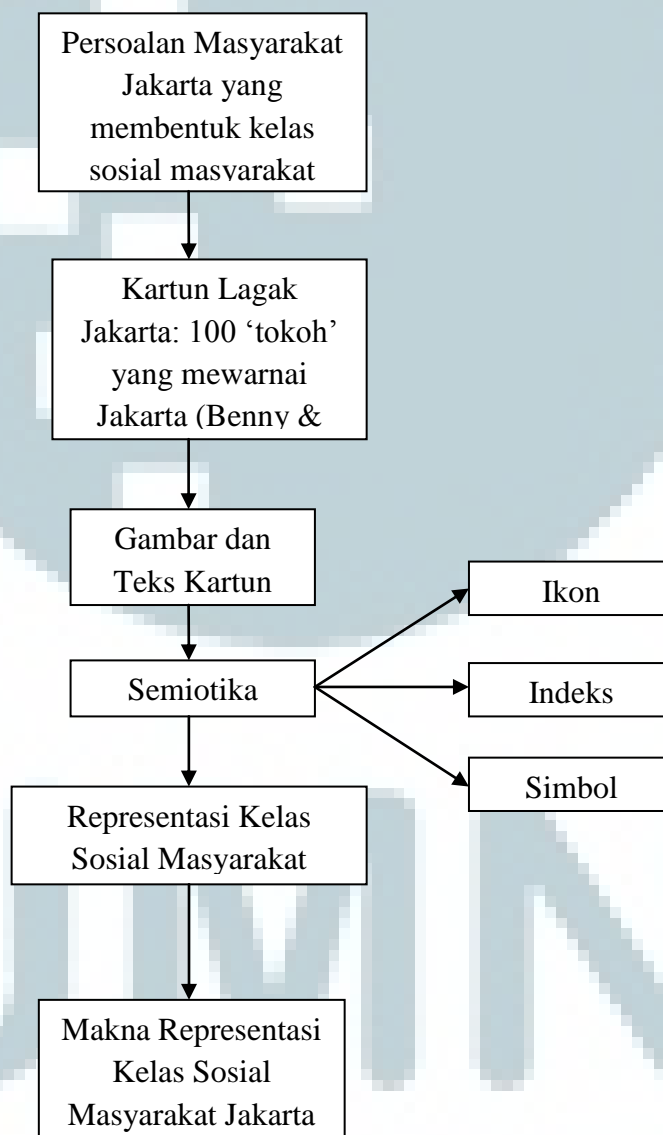 Persoalan Masyarakat
Jakarta yang
membentuk kelas
sosial masyarakat
Kartun Lagak
Jakarta: 100 ‘tokoh’
yang mewarnai
Jakarta (Benny &
Gambar dan
Teks Kartun
Ikon
Semiotika
Indeks
Simbol
Representasi Kelas
Sosial Masyarakat
Makna Representasi
Kelas Sosial
Masyarakat Jakarta
UMN